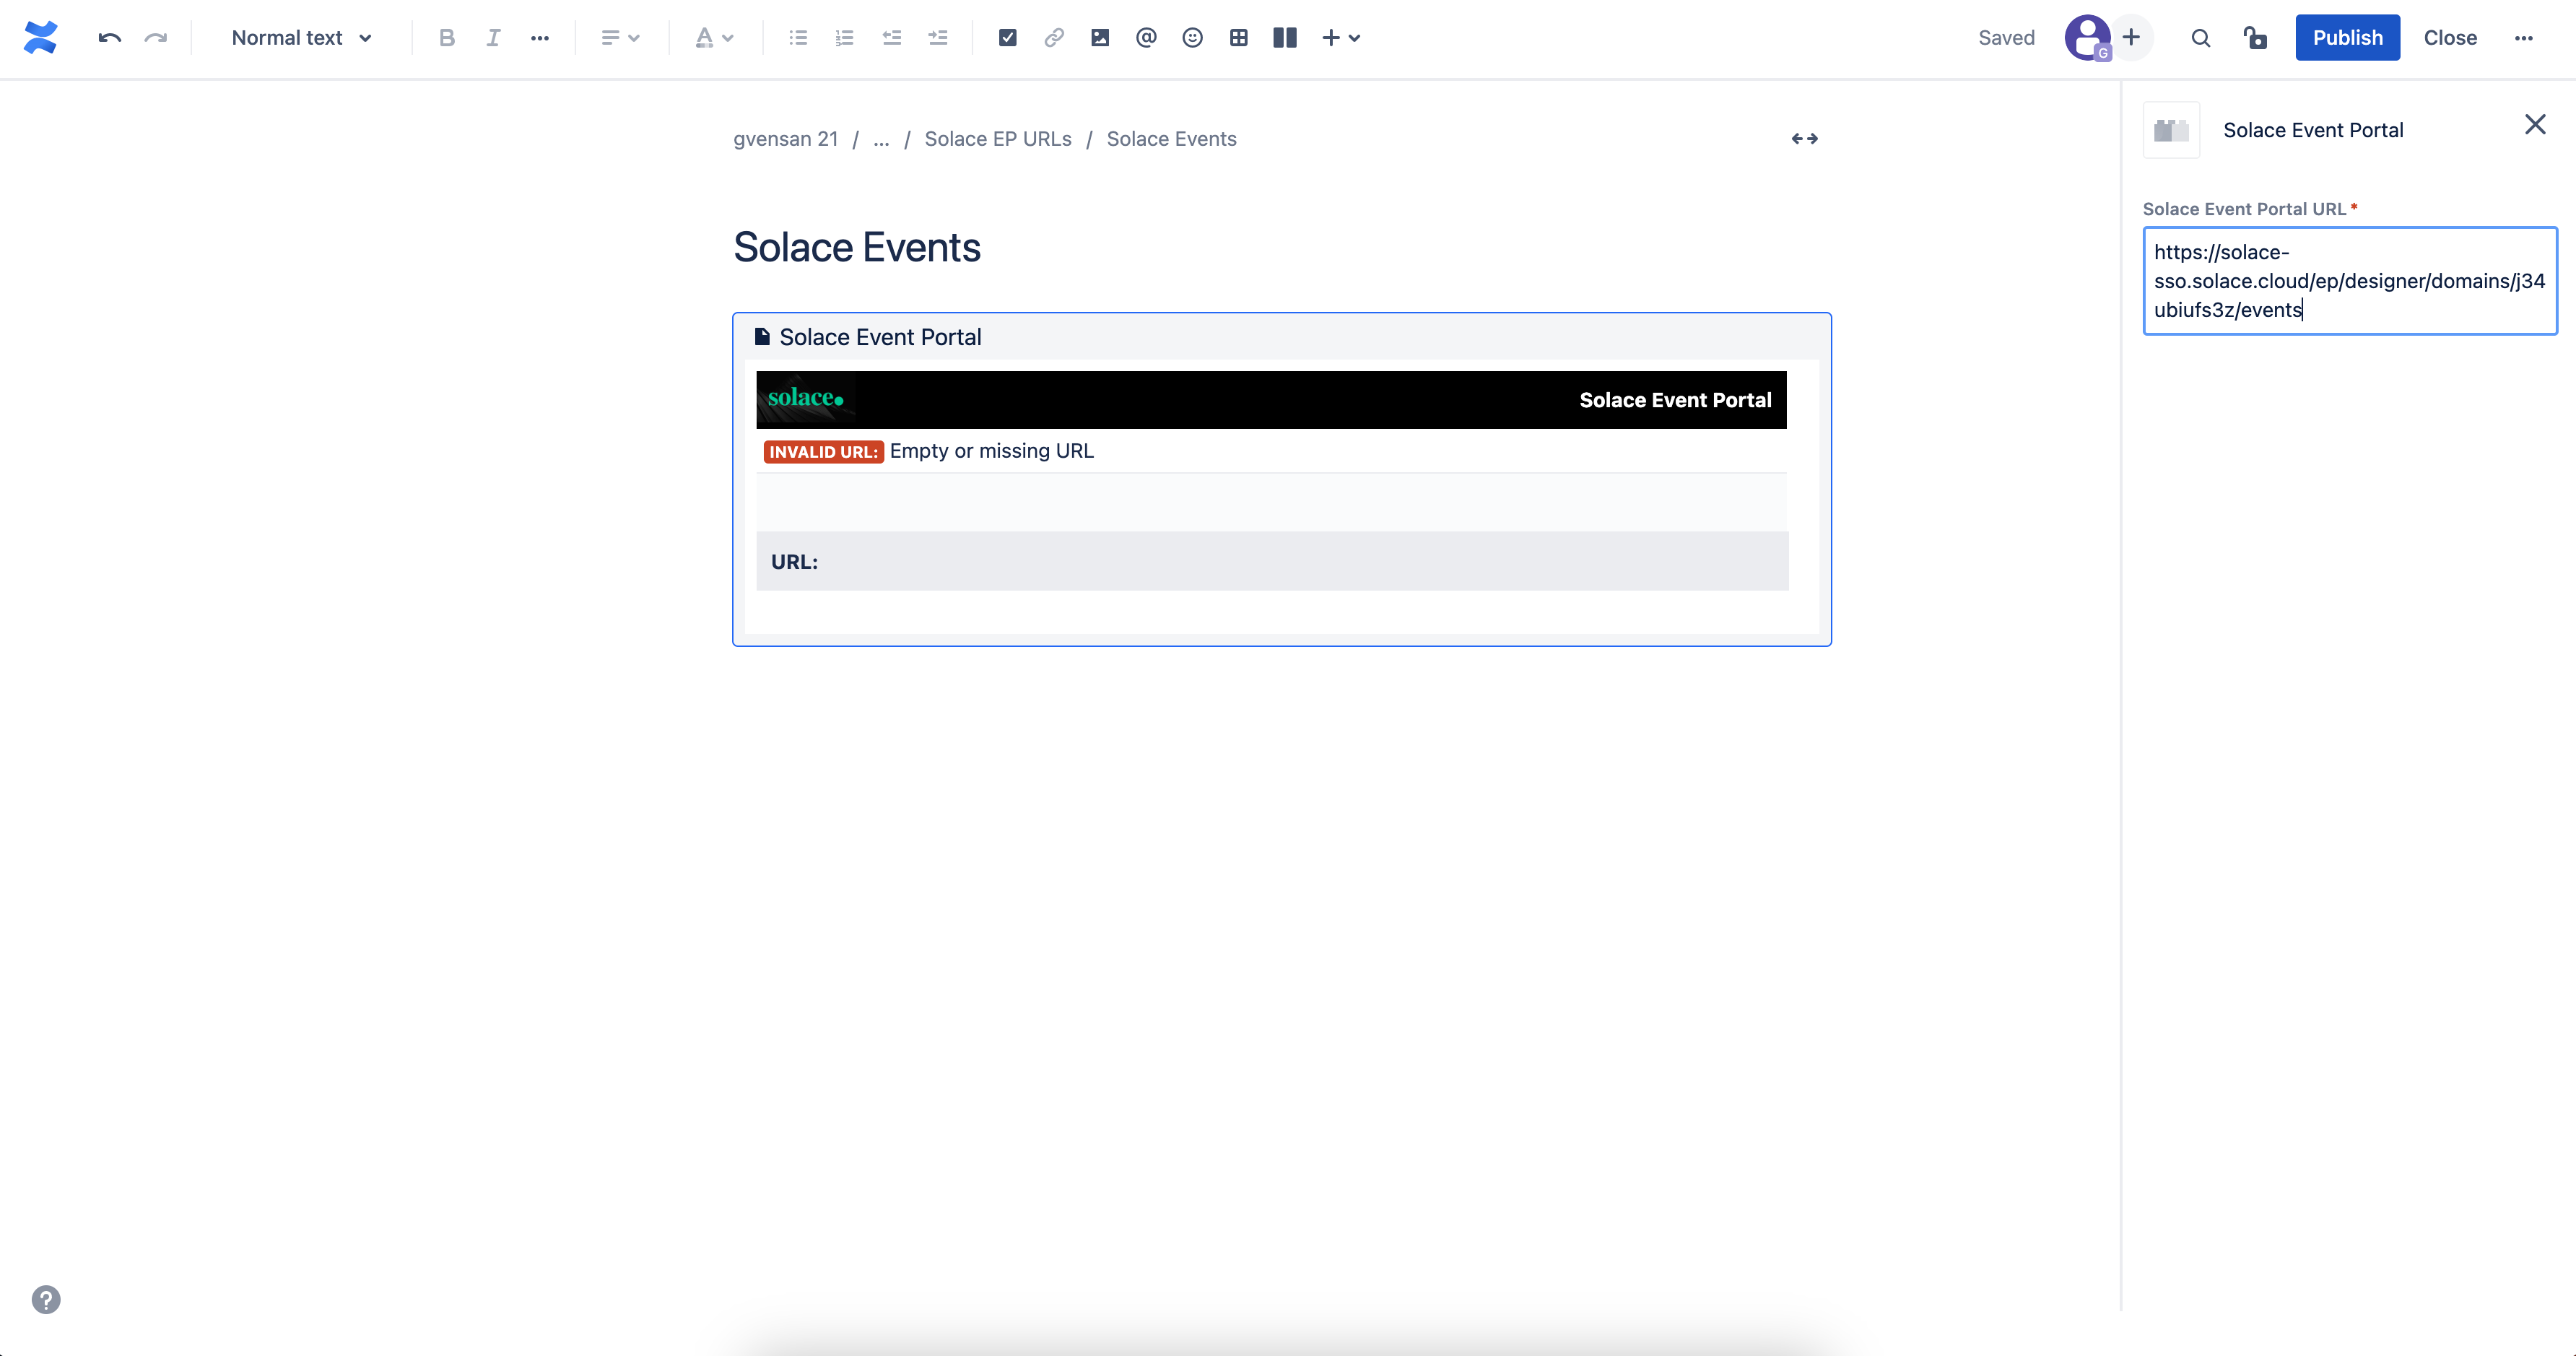 Normal text
B
I
A
@
Saved
G
Publish
Close
gvensan 21 / ... / Solace EP URLs / Solace Events
Solace Events
Solace Event Portal
solace.
Solace Event Portal
INVALID URL: Empty or missing URL
URL:
Solace Event Portal
Solace Event Portal URL*
https://solace-
sso.solace.cloud/ep/designer/domains/j34
ubiufs3z/events
?